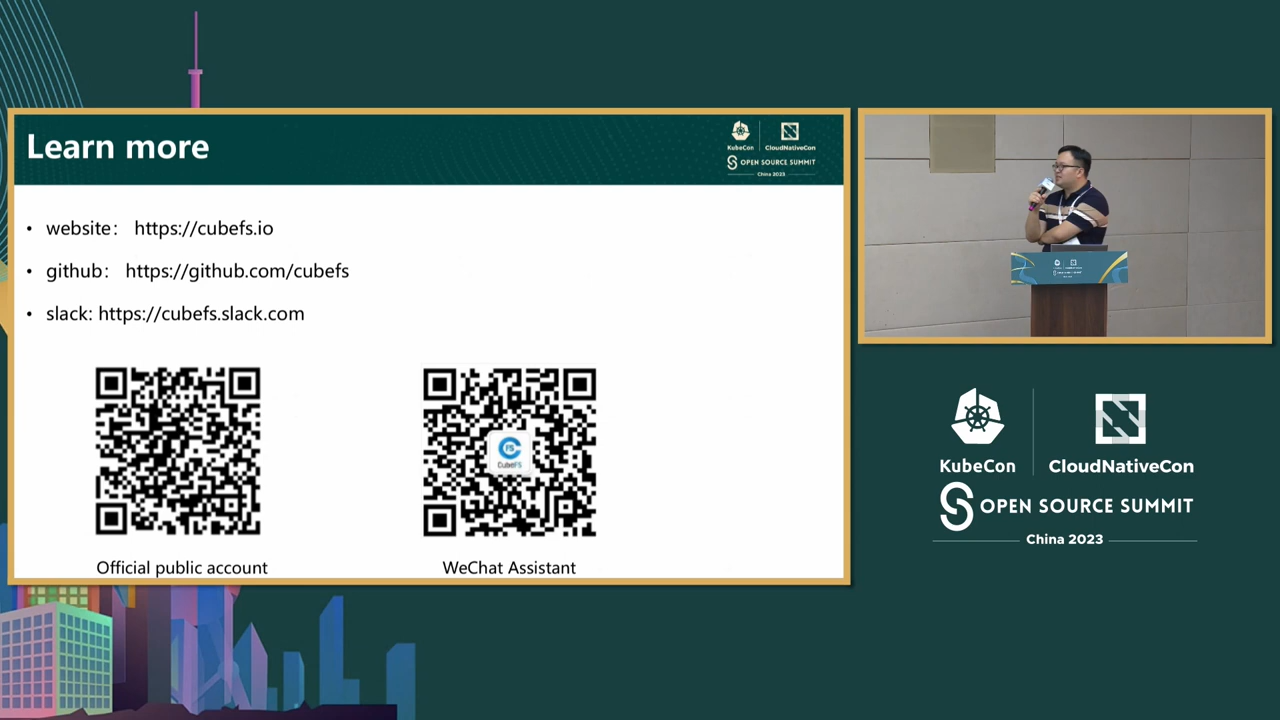 Learn more
KubeCon
CloudNativeCon
OPEN SOURCE SUMMIT
China 2023
• website： https://cubefs.io
• github： https://github.com/cubefs
• slack: https://cubefs.slack.com
CubeFS
Official public account
WeChat Assistant
KubeCon
CloudNativeCon
OPEN SOURCE SUMMIT
China 2023